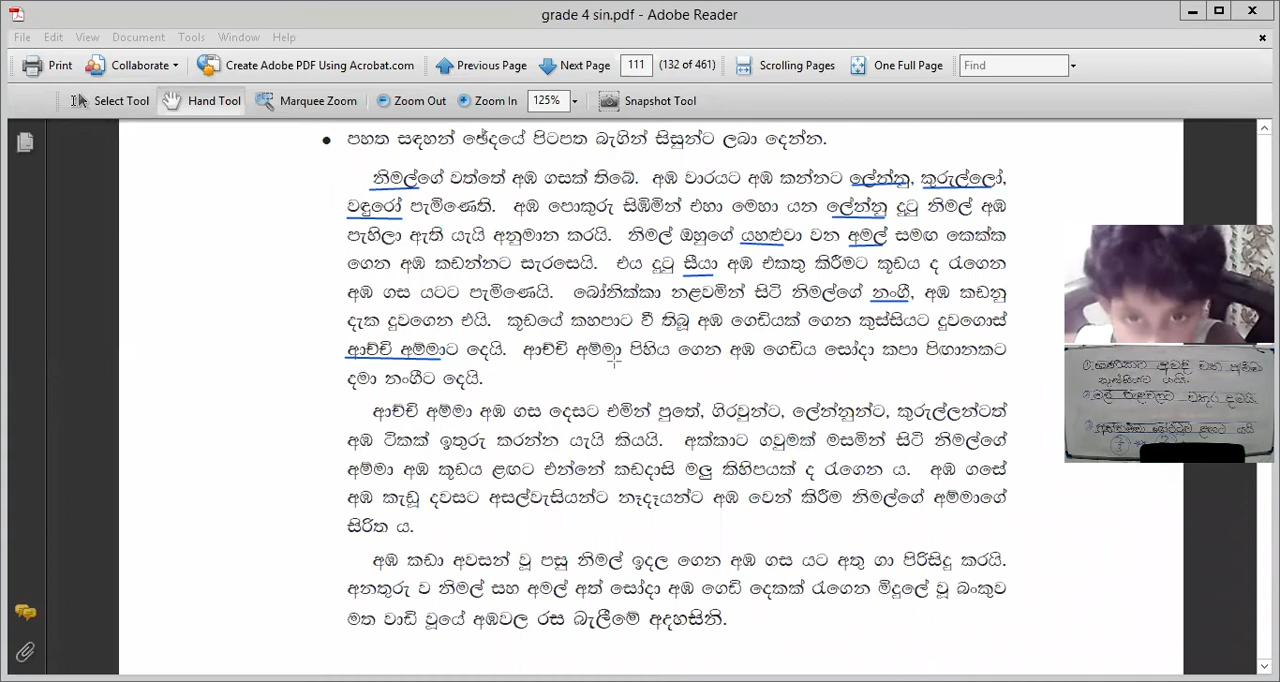 grade 4 sin.pdf - Adobe Reader
File Edit View Document Tools Window Help
Print Collaborate Create Adobe PDF Using Acrobat.com Previous Page Next Page 111 (132 of 461) Scrolling Pages One Full Page Find
Select Tool Hand Tool Marquee Zoom Zoom Out Zoom In 125% Snapshot Tool
• පහත සඳහන් ඡේදයේ පිටපත බැගින් සිසුන්ට ලබා දෙන්න.
නිමල්ගේ වත්තේ අඹ ගසක් තිබේ. අඹ වාරයට අඹ කන්නට ලේන්නු, කුරුල්ලෝ,
වඳුරෝ පැමිණෙති. අඹ පොකුරු සිඹිමින් එහා මෙහා යන ලේන්නු දුටු නිමල් අඹ
පැහිලා ඇති යැයි අනුමාන කරයි. නිමල් ඔහුගේ යහළුවා වන අමල් සමඟ කෙක්ක
ගෙන අඹ කඩන්නට සැරසෙයි. එය දුටු සීයා අඹ එකතු කිරීමට කූඩය ද රැගෙන
අඹ ගස යටට පැමිණෙයි. බෝනික්කා නළවමින් සිටි නිමල්ගේ නංගී, අඹ කඩනු
දැක දුවගෙන එයි. කූඩයේ කහපාට වී තිබූ අඹ ගෙඩියක් ගෙන කුස්සියට දුවගොස්
ආච්චි අම්මාට දෙයි. ආච්චි අම්මා පිහිය ගෙන අඹ ගෙඩිය සෝදා කපා පිඟානකට
දමා නංගීට දෙයි.
ආච්චි අම්මා අඹ ගස දෙසට එමින් පුතේ, ගිරවුන්ට, ලේන්නුන්ට, කුරුල්ලන්ටත්
අඹ ටිකක් ඉතුරු කරන්න යැයි කියයි. අක්කාට ගවුමක් මසමින් සිටි නිමල්ගේ
අම්මා අඹ කූඩය ළඟට එන්නේ කඩදාසි මලු කිහිපයක් ද රැගෙන ය. අඹ ගසේ
අඹ කැඩූ දවසට අසල්වැසියන්ට නෑදෑයන්ට අඹ වෙන් කිරීම නිමල්ගේ අම්මාගේ
සිරිත ය.
අඹ කඩා අවසන් වූ පසු නිමල් ඉදල ගෙන අඹ ගස යට අතු ගා පිරිසිදු කරයි.
අනතුරු ව නිමල් සහ අමල් අත් සෝදා අඹ ගෙඩි දෙකක් රැගෙන මිදුලේ වූ බංකුව
මත වාඩි වූයේ අඹවල රස බැලීමේ අදහසිනි.
කුස්සියට යයි.